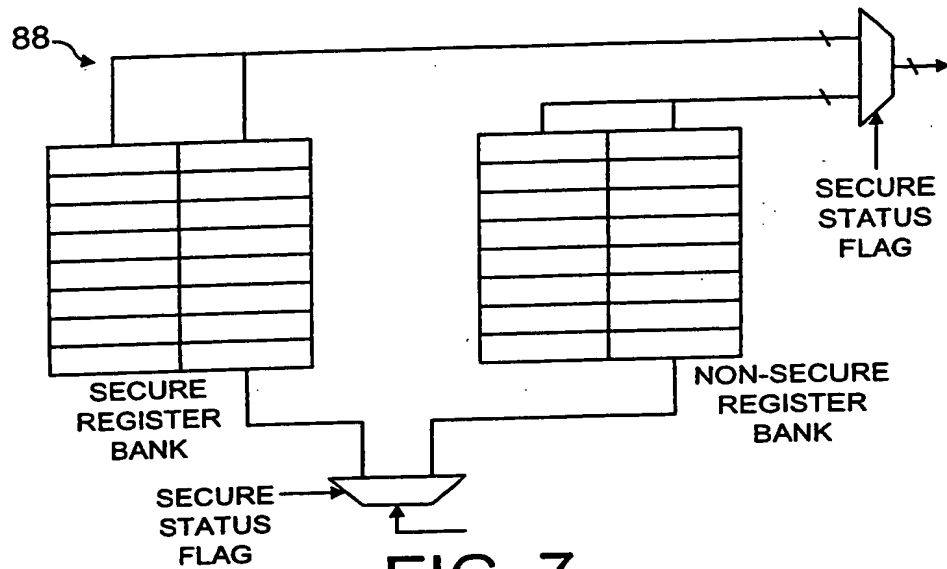 88
SECURE
STATUS
FLAG
SECURE
REGISTER
BANK
NON-SECURE
REGISTER
BANK
SECURE
STATUS
FLAG